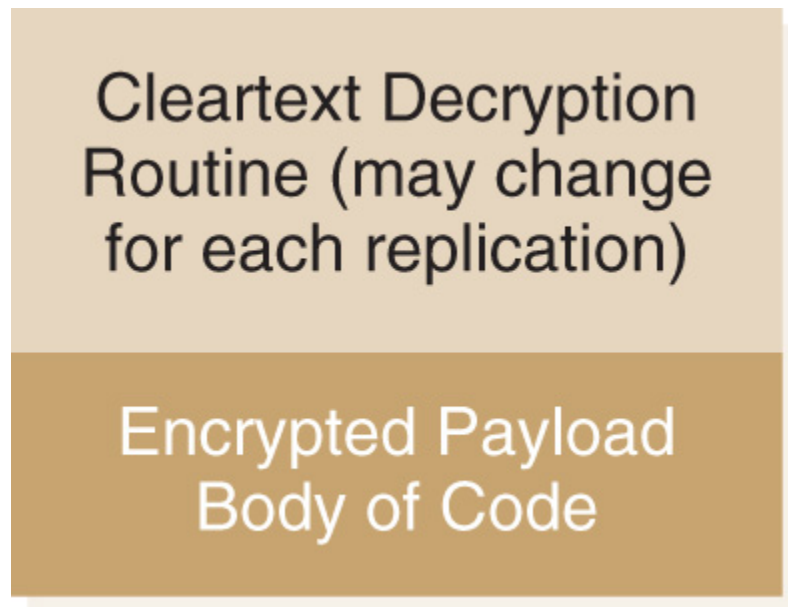 Cleartext Decryption
Routine (may change
for each replication)
Encrypted Payload
Body of Code